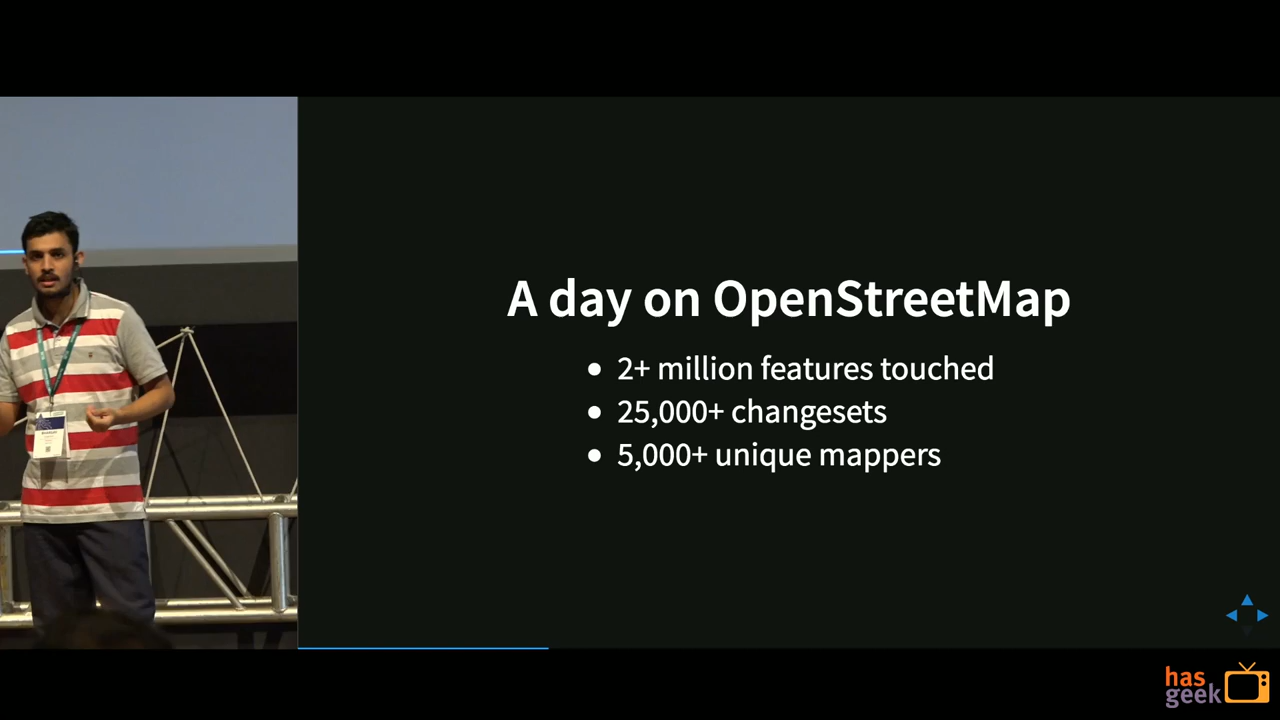 A day on OpenStreetMap
2+ million features touched
25,000+ changesets
5,000+ unique mappers
has
geek